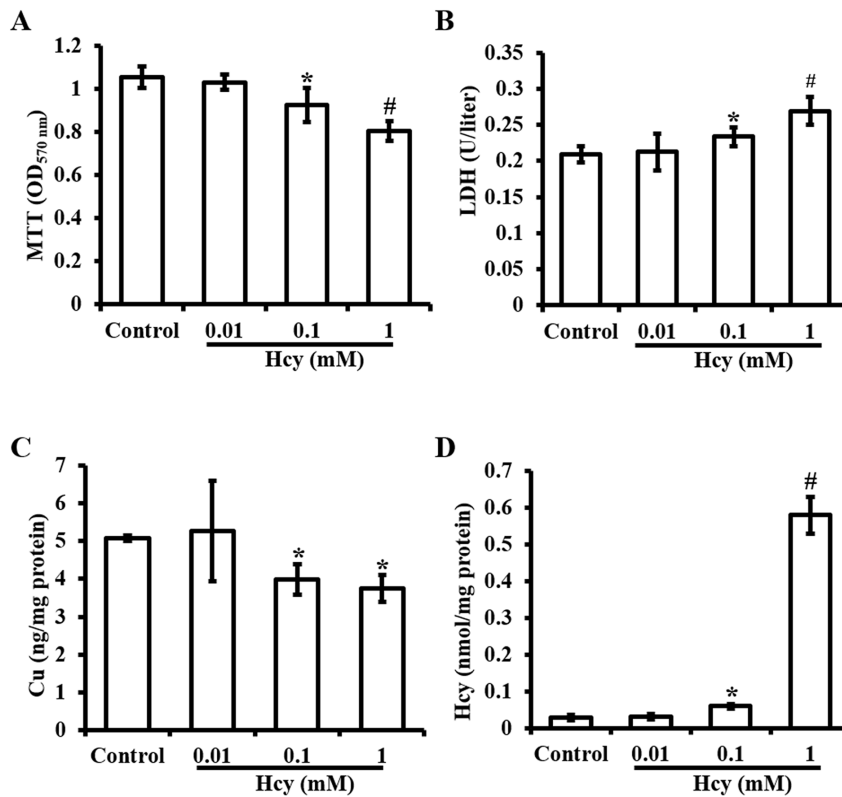 A
MTT (OD570 nm)
1.2
1
0.8
0.6
0.4
0.2
0
*
#
Control 0.01 0.1 1
Hcy (mM)
B
LDH (U/liter)
0.35
0.3
0.25
0.2
0.15
0.1
0.05
0
*
#
Control 0.01 0.1 1
Hcy (mM)
C
Cu (ng/mg protein)
7
6
5
4
3
2
1
0
*
*
Control 0.01 0.1 1
Hcy (mM)
D
Hcy (nmol/mg protein)
0.7
0.6
0.5
0.4
0.3
0.2
0.1
0
*
#
Control 0.01 0.1 1
Hcy (mM)